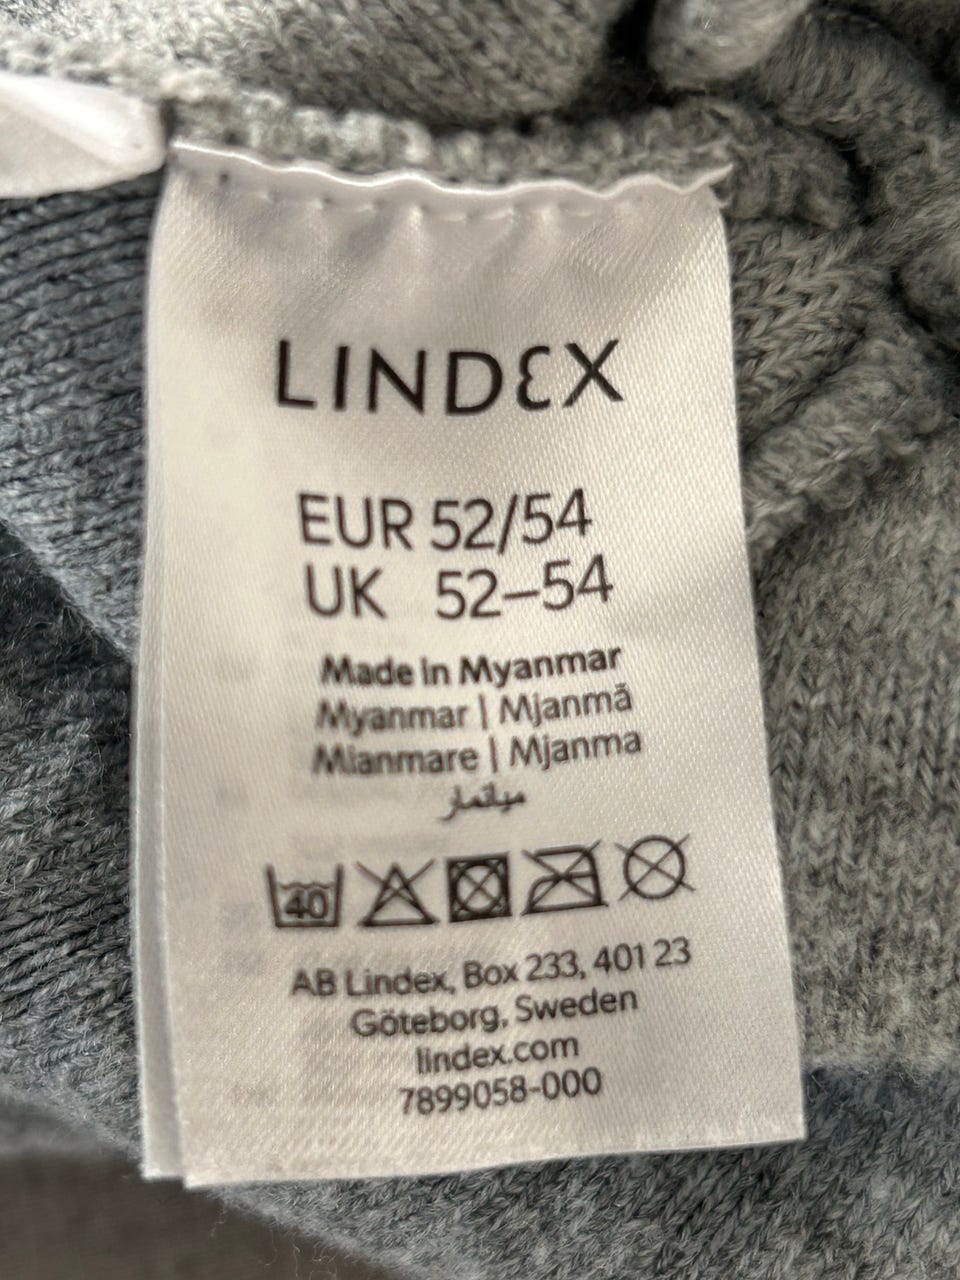 LINDEX
EUR 52/54
UK 52–54
Made In Myanmar
Myanmar | Mjanmā
Mianmare | Mjanma
ميانمار
40
AB Lindex, Box 233, 401 23
Göteborg, Sweden
lindex.com
7899058-000